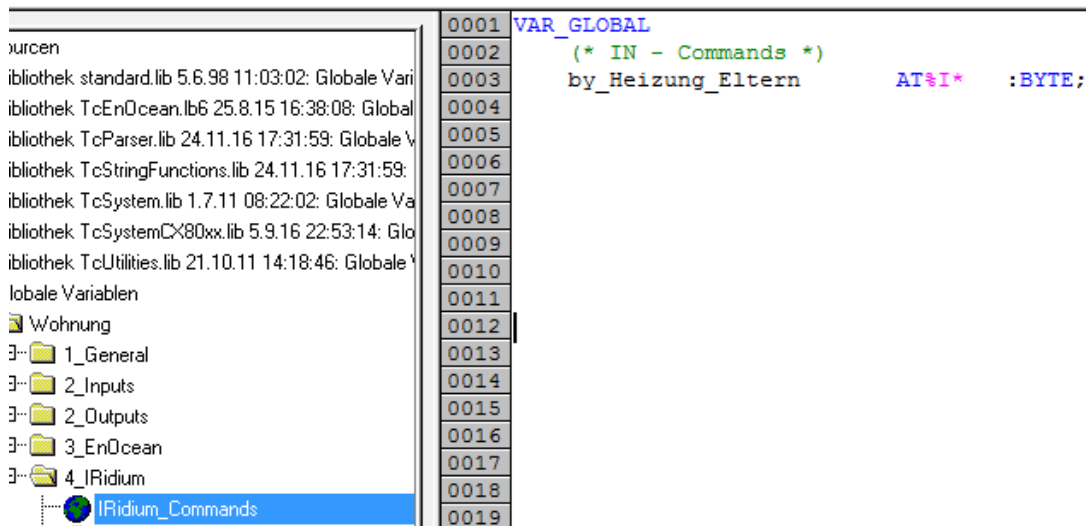 ourcen
ibliothek standard.lib 5.6.98 11:03:02: Globale Vari
ibliothek TcEnOcean.lb6 25.8.15 16:38:08: Global
ibliothek TcParser.lib 24.11.16 17:31:59: Globale V
ibliothek TcStringFunctions.lib 24.11.16 17:31:59:
ibliothek TcSystem.lib 1.7.11 08:22:02: Globale Va
ibliothek TcSystemCX80xx.lib 5.9.16 22:53:14: Glo
ibliothek TcUtilities.lib 21.10.11 14:18:46: Globale
lobale Variablen
Wohnung
1_General
2_Inputs
2_Outputs
3_EnOcean
4_IRidium
IRidium_Commands
0001 VAR_GLOBAL
0002 (* IN - Commands *)
0003 by_Heizung_Eltern AT%I* :BYTE;
0004
0005
0006
0007
0008
0009
0010
0011
0012
0013
0014
0015
0016
0017
0018
0019